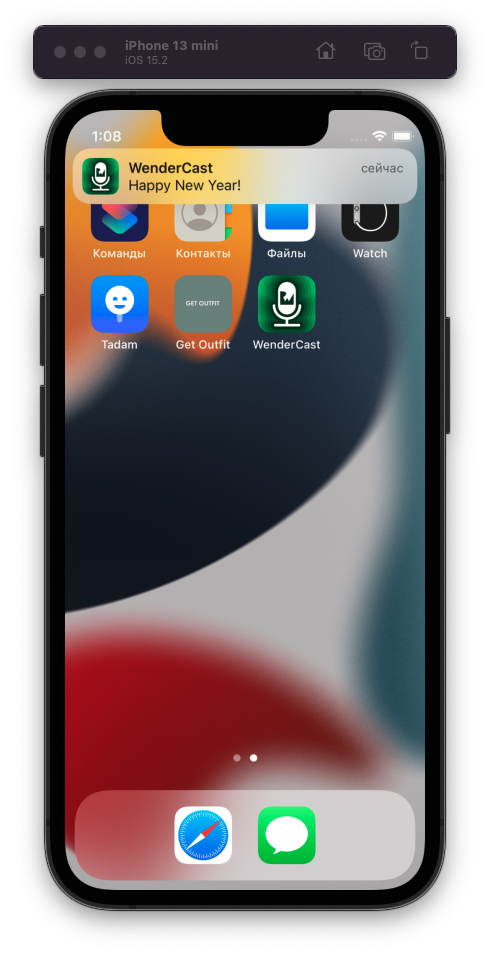 iPhone 13 mini
iOS 15.2
1:08
WenderCast
сейчас
Happy New Year!
Команды
Контакты
Файлы
Watch
GET OUTFIT
Tadam
Get Outfit
WenderCast